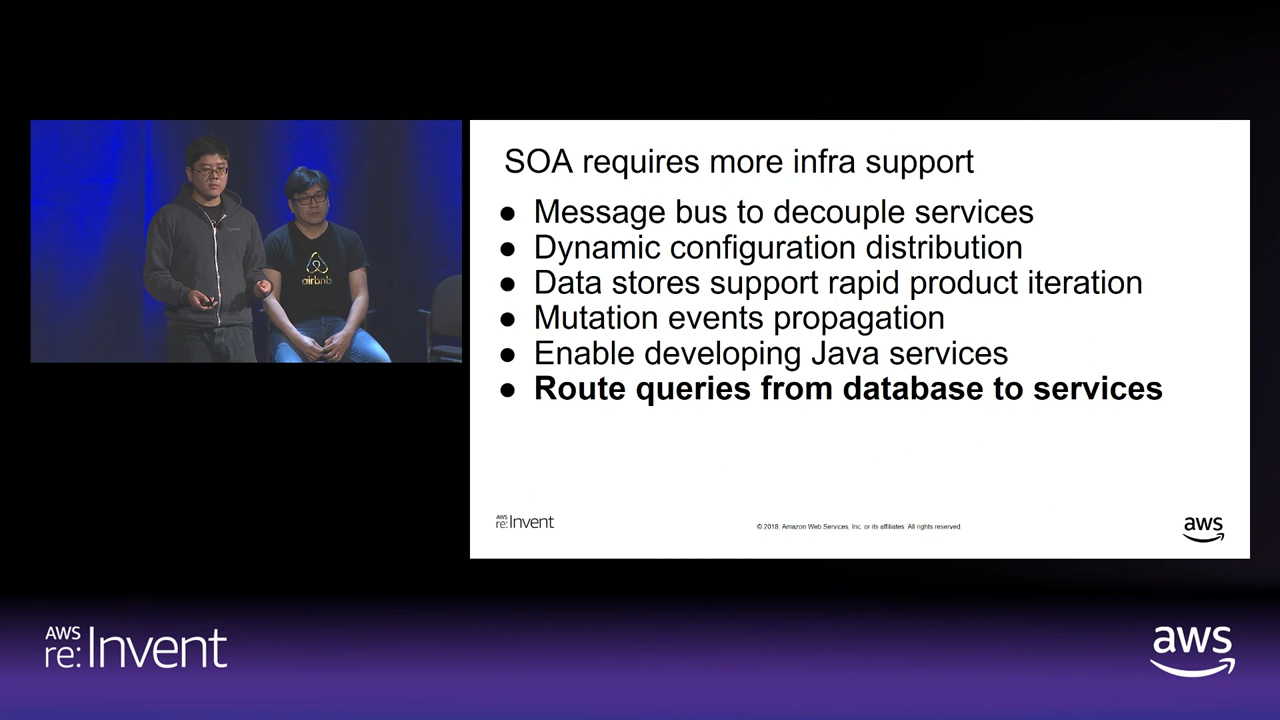 SOA requires more infra support
● Message bus to decouple services
● Dynamic configuration distribution
● Data stores support rapid product iteration
● Mutation events propagation
● Enable developing Java services
● Route queries from database to services
airbnb
AWS
re:Invent
© 2018, Amazon Web Services, Inc. or its affiliates. All rights reserved.
aws
AWS
re:Invent
aws